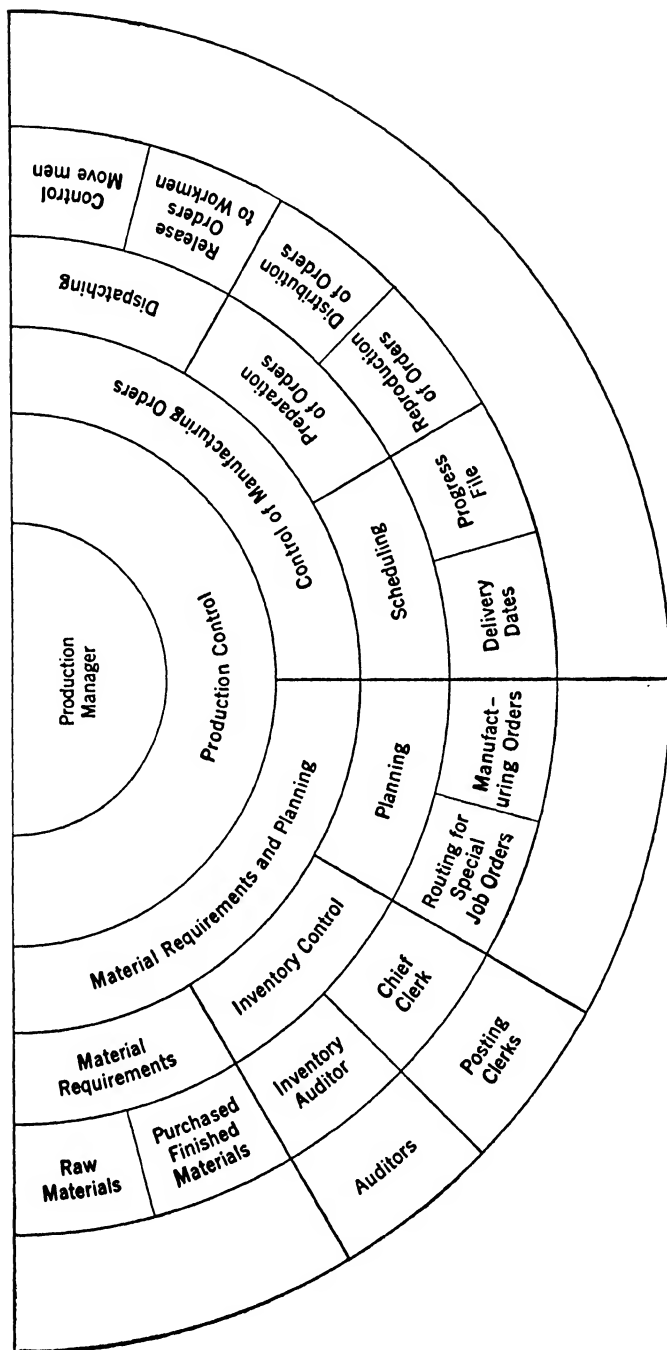 Production
Manager
Production Control
Material Requirements and Planning
Control of Manufacturing Orders
Material
Requirements
Inventory Control
Planning
Scheduling
Preparation
of Orders
Dispatching
Raw
Materials
Purchased
Finished
Materials
Inventory
Auditor
Chief
Clerk
Routing for
Special
Job Orders
Manufact-
uring Orders
Delivery
Dates
Progress
File
Reproduction
of Orders
Distribution
of Orders
Release
Orders
to Workmen
Control
Move men
Auditors
Posting
Clerks